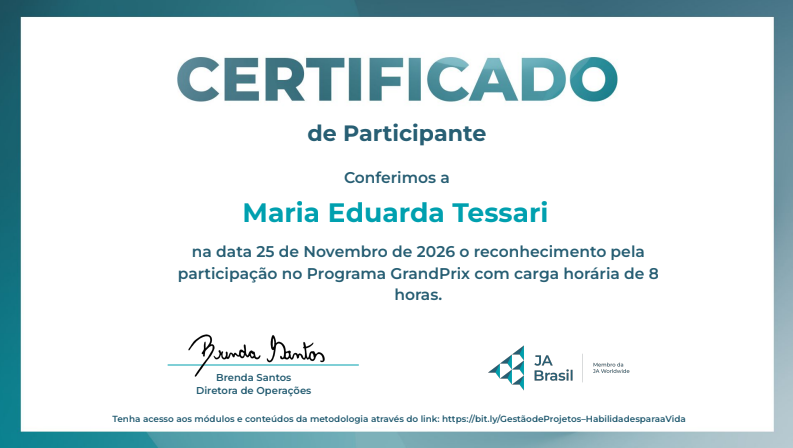 CERTIFICADO
de Participante
Conferimos a
Maria Eduarda Tessari
na data 25 de Novembro de 2026 o reconhecimento pela
participação no Programa GrandPrix com carga horária de 8
horas.
Brenda Santos
Brenda Santos
Diretora de Operações
JA
Brasil
Membro da
JA Worldwide
Tenha acesso aos módulos e conteúdos da metodologia através do link: https://bit.ly/GestãodeProjetos–HabilidadesparaaVida